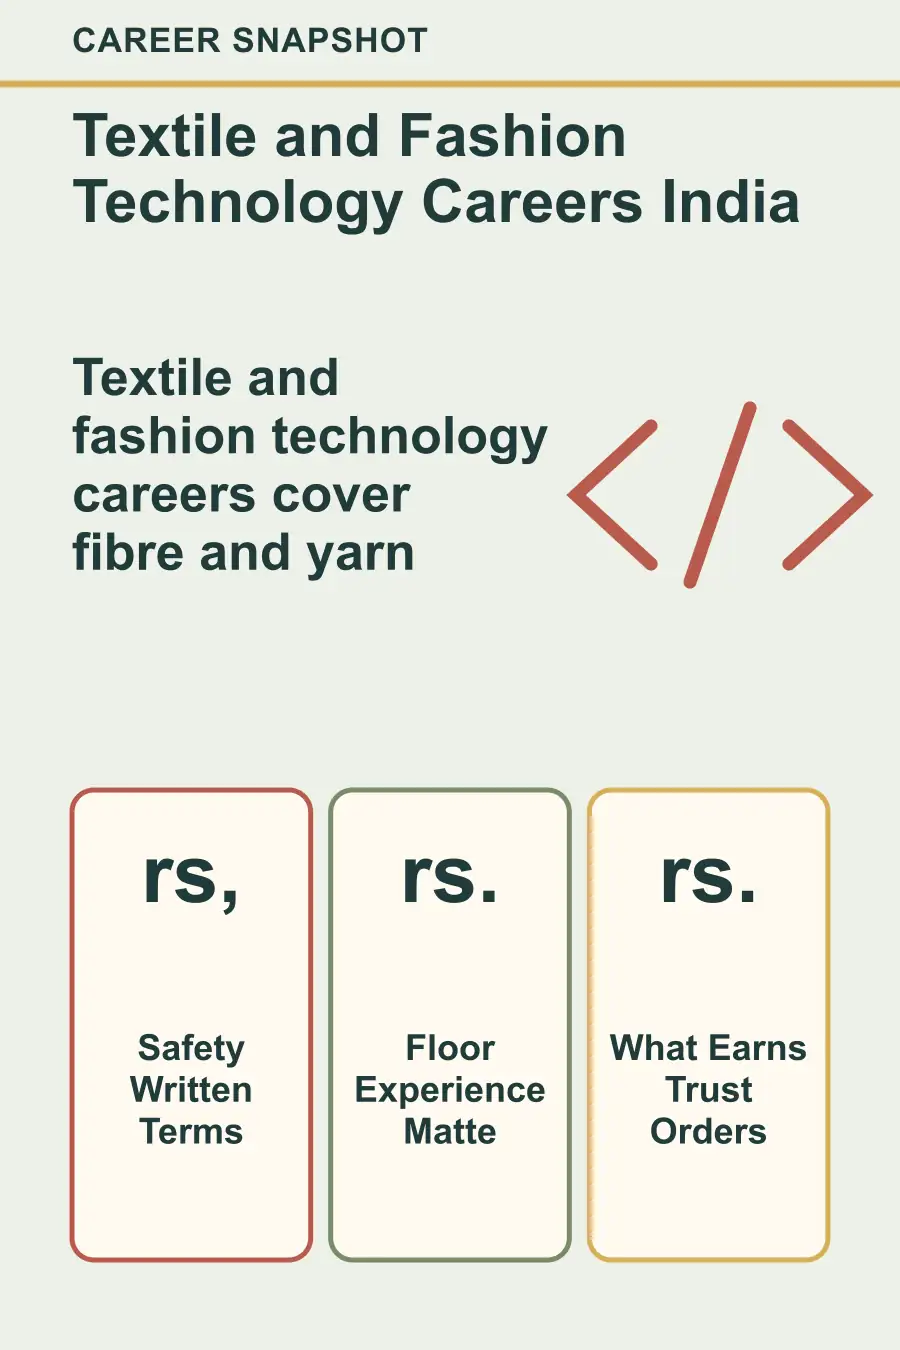 CAREER SNAPSHOT
Textile and Fashion
Technology Careers India
Textile and
fashion technology
careers cover
fibre and yarn
</>
rs,
Safety
Written
Terms
rs.
Floor
Experience
Matte
rs.
What Earns
Trust
Orders